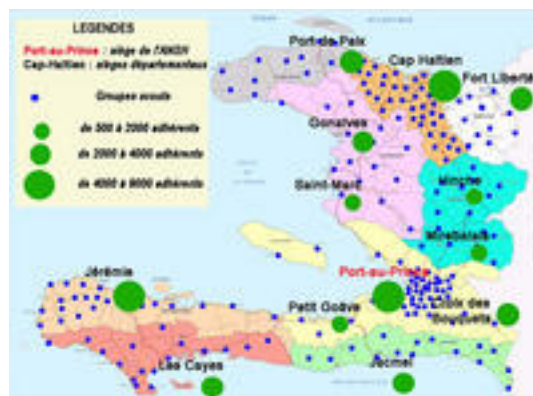 LEGENDES
Port-au-Prince : siège de l'ANSH
Cap-Haïtien : sièges départementaux
Groupes scouts
de 500 à 2000 adhérents
de 2000 à 4000 adhérents
de 4000 à 8000 adhérents
Port-de-Paix
Cap Haïtien
Fort Liberté
Gonaïves
Hinche
Saint-Marc
Mirebalais
Jérémie
Port-au-Prince
Petit Goâve
Croix des
Bouquets
Les Cayes
Jacmel